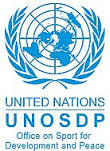 UNITED NATIONS
UNOSDP
Office on Sport for
Development and Peace